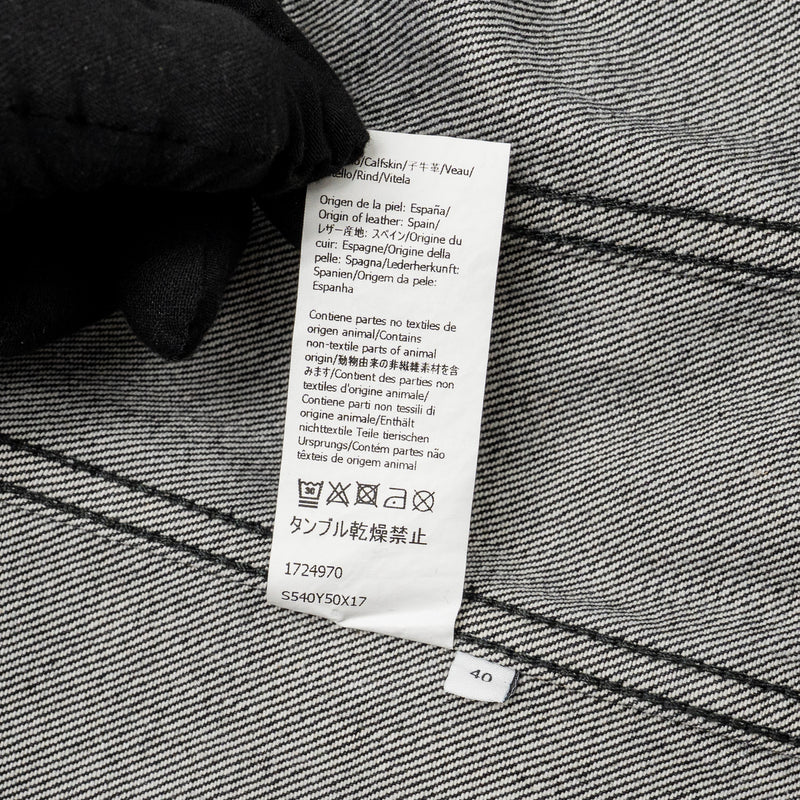 /Calfskin/子牛革/Veau/
/Rind/Vitela
Origen de la piel: España/
Origin of leather: Spain/
レザー産地: スペイン/Origine du
cuir: Espagne/Origine della
pelle: Spagna/Lederherkunft:
Spanien/Origem da pele:
Espanha
Contiene partes no textiles de
origen animal/Contains
non-textile parts of animal
origin/動物由来の非繊維素材を含
みます/Contient des parties non
textiles d'origine animale/
Contiene parti non tessili di
origine animale/Enthält
nichttextile Teile tierischen
Ursprungs/Contém partes não
têxteis de origem animal
30
タンブル乾燥禁止
1724970
S540Y50X17
40